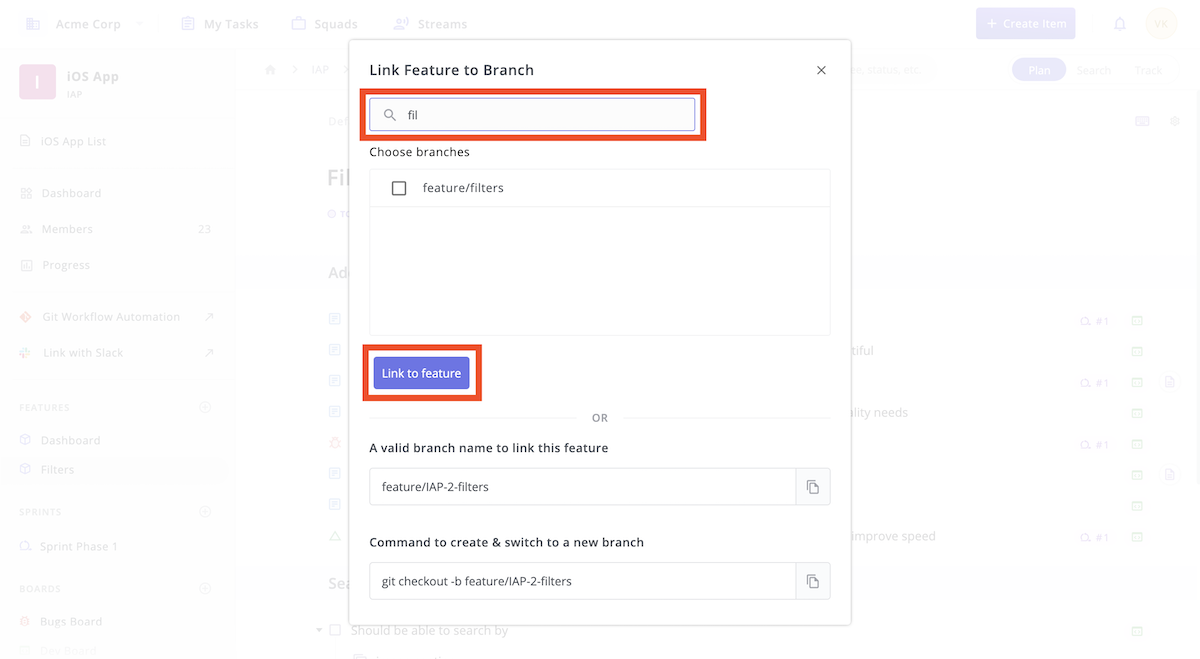 Acme Corp
My Tasks
Squads
Streams
+ Create Item
VK
I
iOS App
IAP
IAP
status, etc.
Plan
Search
Track
iOS App List
Dashboard
Members 23
Progress
Git Workflow Automation
Link with Slack
FEATURES
Dashboard
Filters
SPRINTS
Sprint Phase 1
BOARDS
Bugs Board
Dev Board
Link Feature to Branch
fil
Choose branches
feature/filters
Link to feature
OR
A valid branch name to link this feature
feature/IAP-2-filters
Command to create & switch to a new branch
git checkout -b feature/IAP-2-filters
#1
#1
needs
#1
improve speed
#1
Should be able to search by